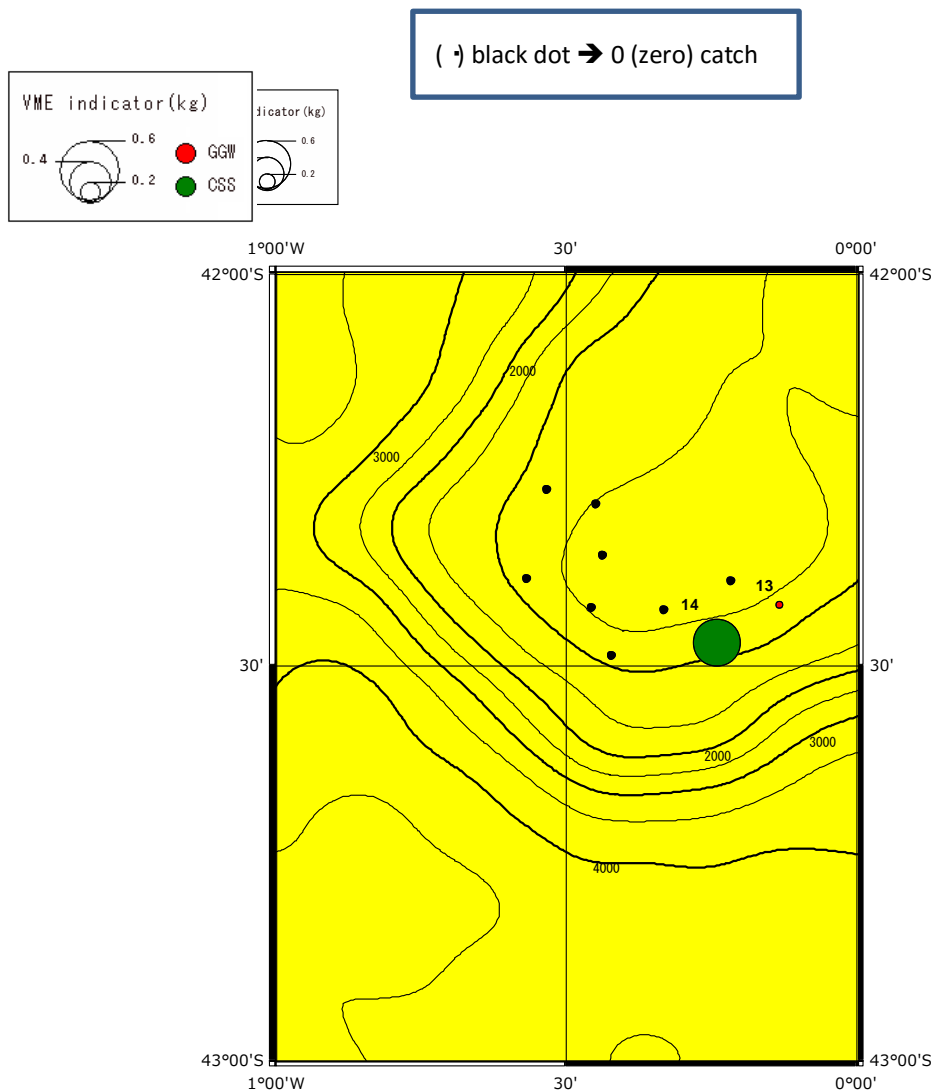 ( ·) black dot ➔ 0 (zero) catch
VME indicator(kg)
0.6
0.4
0.2
GGW
CSS
dicator(kg)
0.6
0.2
1°00'W 30' 0°00'
42°00'S 42°00'S
2000
3000
13
14
30' 30'
2000
3000
4000
43°00'S 43°00'S
1°00'W 30' 0°00'